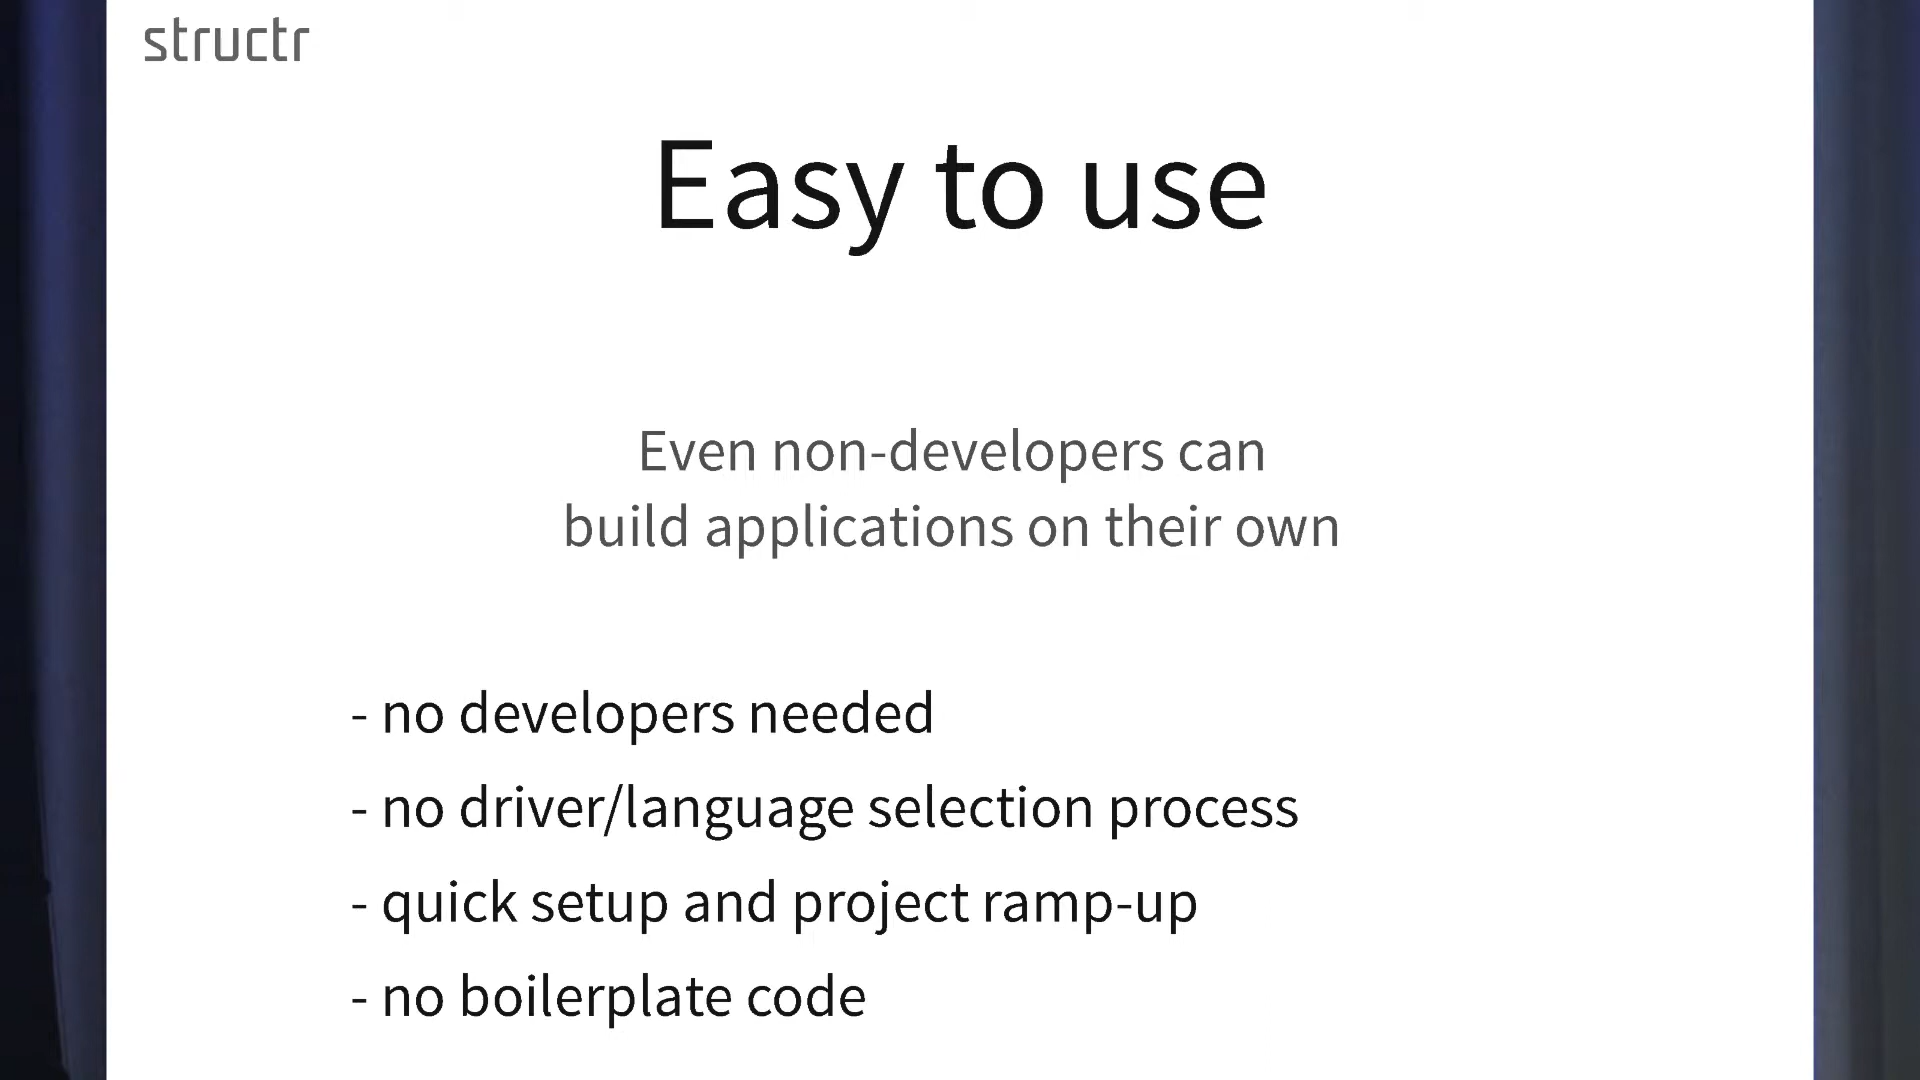 structr
Easy to use
Even non-developers can
build applications on their own
- no developers needed
- no driver/language selection process
- quick setup and project ramp-up
- no boilerplate code